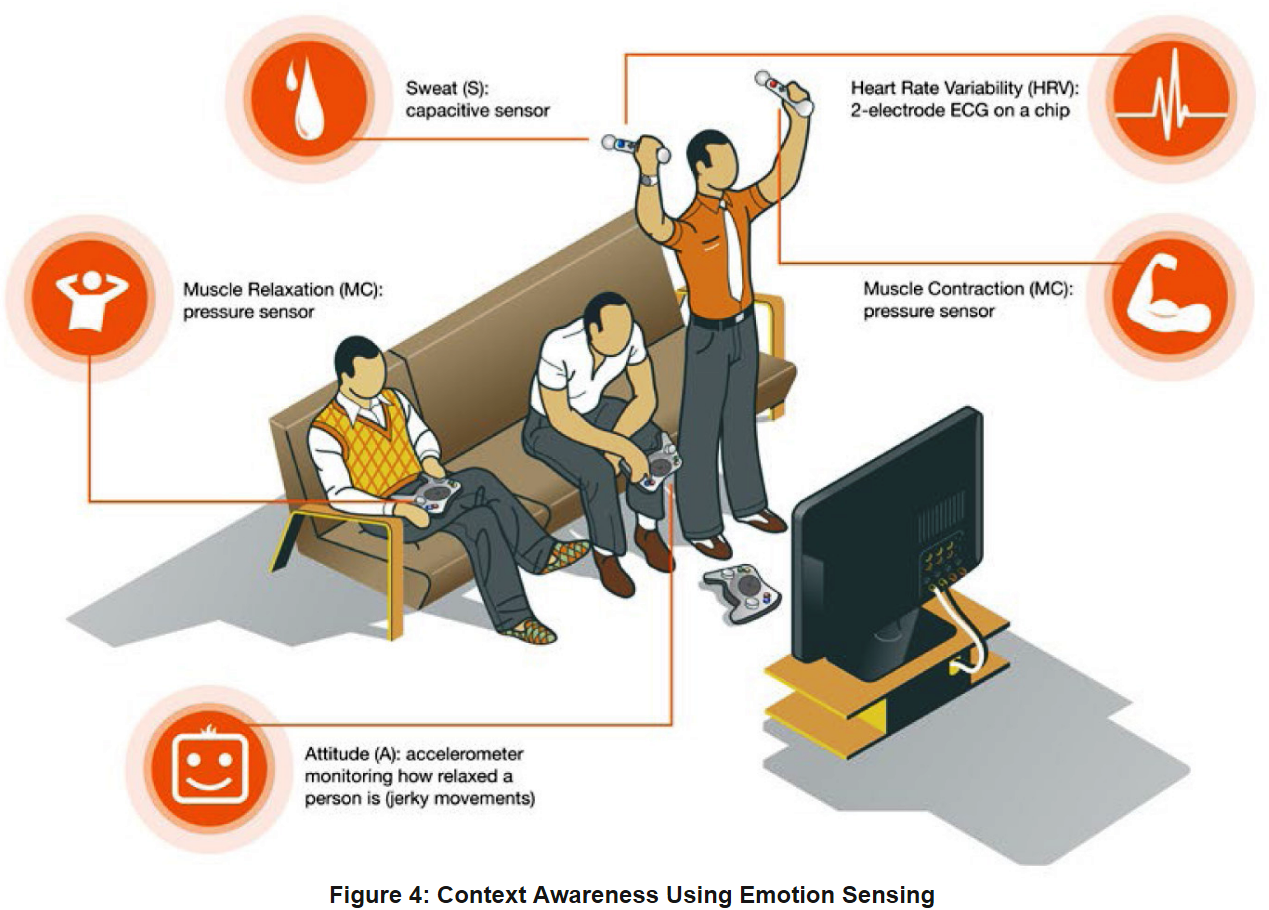 Sweat (S):
capacitive sensor
Heart Rate Variability (HRV):
2-electrode ECG on a chip
Muscle Relaxation (MC):
pressure sensor
Muscle Contraction (MC):
pressure sensor
Attitude (A): accelerometer
monitoring how relaxed a
person is (jerky movements)
Figure 4: Context Awareness Using Emotion Sensing